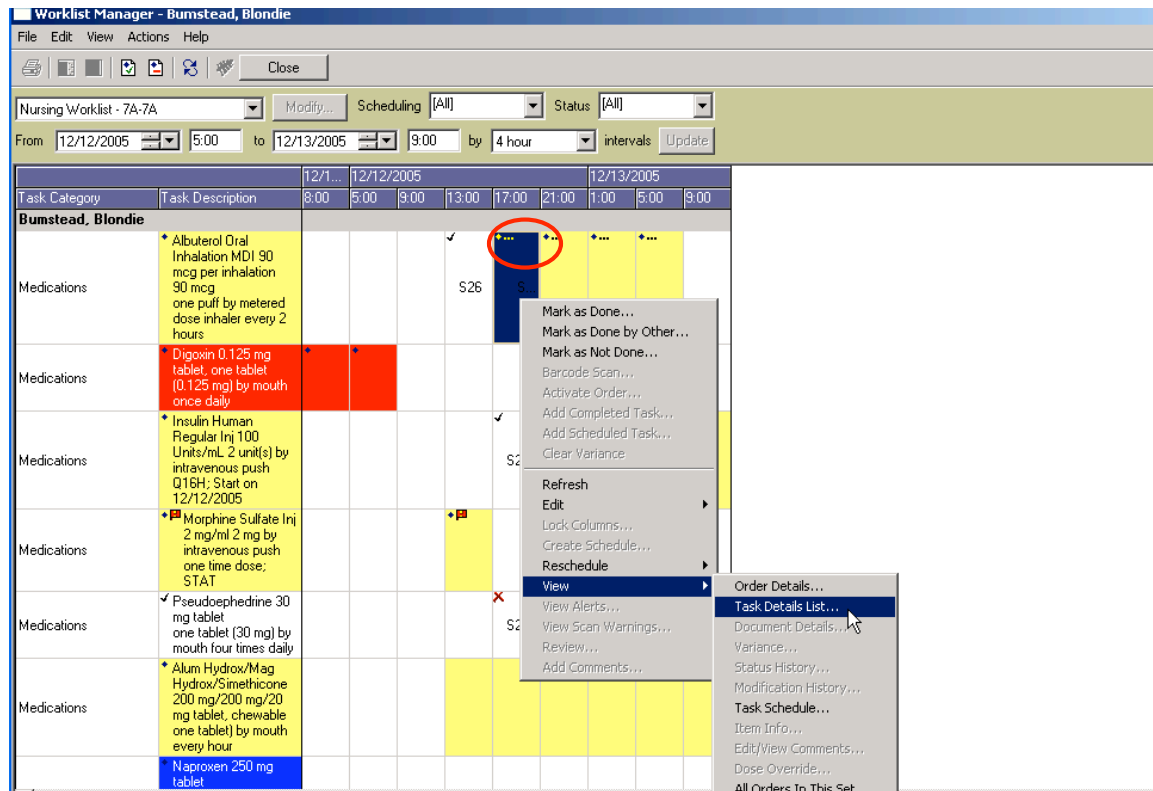 Worklist Manager - Bumstead, Blondie
File Edit View Actions Help
Close
Nursing Worklist - 7A-7A Modify... Scheduling [All] Status [All]
From 12/12/2005 5:00 to 12/13/2005 9:00 by 4 hour intervals Update
12/1... 12/12/2005 12/13/2005
Task Category Task Description 8:00 5:00 9:00 13:00 17:00 21:00 1:00 5:00 9:00
Bumstead, Blondie
Albuterol Oral
Inhalation MDI 90
mcg per inhalation
90 mcg
one puff by metered
dose inhaler every 2
hours
Medications
S26
S...
Digoxin 0.125 mg
tablet, one tablet
(0.125 mg) by mouth
once daily
Medications
Insulin Human
Regular Inj 100
Units/mL 2 unit(s) by
intravenous push
Q16H; Start on
12/12/2005
Medications
S2
Morphine Sulfate Inj
2 mg/ml 2 mg by
intravenous push
one time dose;
STAT
Medications
Pseudoephedrine 30
mg tablet
one tablet (30 mg) by
mouth four times daily
Medications
S2
Alum Hydrox/Mag
Hydrox/Simethicone
200 mg/200 mg/20
mg tablet, chewable
one tablet) by mouth
every hour
Medications
Naproxen 250 mg
tablet
Mark as Done...
Mark as Done by Other...
Mark as Not Done...
Barcode Scan...
Activate Order...
Add Completed Task...
Add Scheduled Task...
Clear Variance
Refresh
Edit
Lock Columns...
Create Schedule...
Reschedule
View
View Alerts...
View Scan Warnings...
Review...
Add Comments...
Order Details...
Task Details List...
Document Details...
Variance...
Status History...
Modification History...
Task Schedule...
Item Info...
Edit/View Comments...
Dose Override...
All Orders In This Set